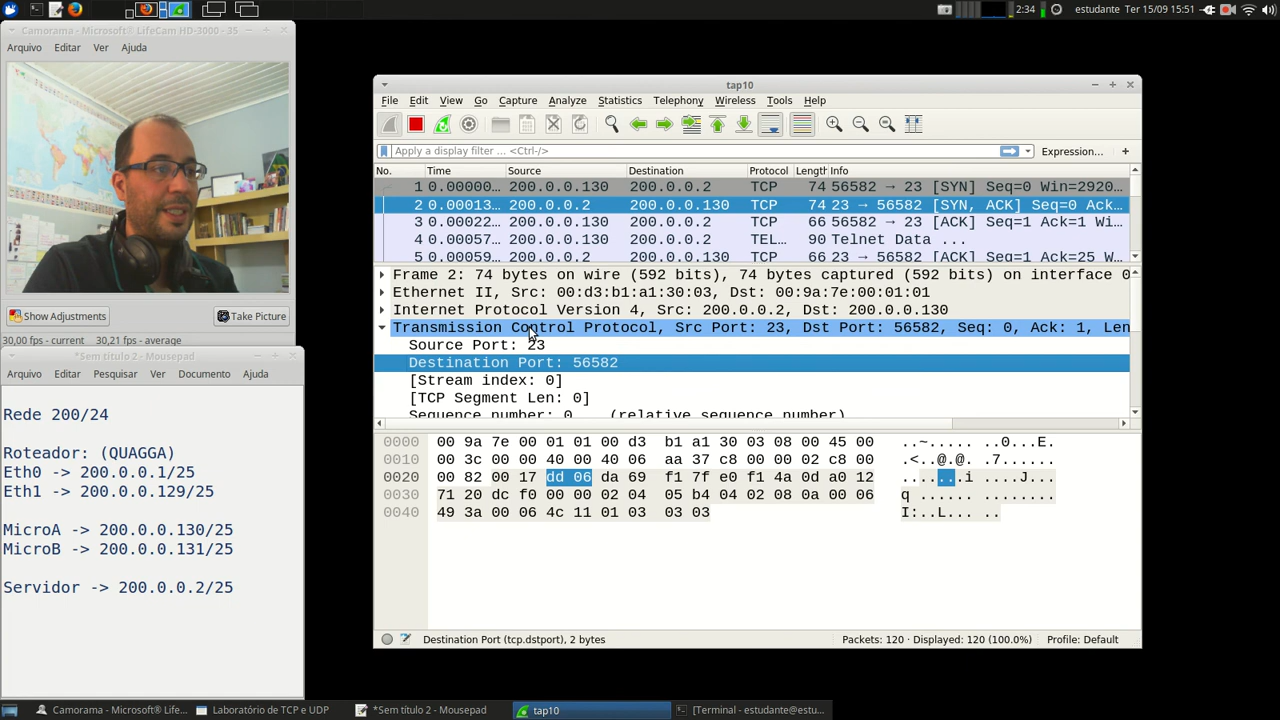 2:34 estudante Ter 15/09 15:51
Camorama - Microsoft® LifeCam HD-3000 - 35
Arquivo Editar Ver Ajuda
Show Adjustments Take Picture
30,00 fps - current 30,21 fps - average
*Sem título 2 - Mousepad
Arquivo Editar Pesquisar Ver Documento Ajuda
Rede 200/24
Roteador: (QUAGGA)
Eth0 -> 200.0.0.1/25
Eth1 -> 200.0.0.129/25
MicroA -> 200.0.0.130/25
MicroB -> 200.0.0.131/25
Servidor -> 200.0.0.2/25
tap10
File Edit View Go Capture Analyze Statistics Telephony Wireless Tools Help
Apply a display filter ... <Ctrl-/> Expression... +
No. Time Source Destination Protocol Length Info
1 0.00000... 200.0.0.130 200.0.0.2 TCP 74 56582 → 23 [SYN] Seq=0 Win=2920...
2 0.00013... 200.0.0.2 200.0.0.130 TCP 74 23 → 56582 [SYN, ACK] Seq=0 Ack...
3 0.00022... 200.0.0.130 200.0.0.2 TCP 66 56582 → 23 [ACK] Seq=1 Ack=1 Wi...
4 0.00057... 200.0.0.130 200.0.0.2 TEL... 90 Telnet Data ...
5 0.00059... 200.0.0.2 200.0.0.130 TCP 66 23 → 56582 [ACK] Seq=1 Ack=25 W...
Frame 2: 74 bytes on wire (592 bits), 74 bytes captured (592 bits) on interface 0
Ethernet II, Src: 00:d3:b1:a1:30:03, Dst: 00:9a:7e:00:01:01
Internet Protocol Version 4, Src: 200.0.0.2, Dst: 200.0.0.130
Transmission Control Protocol, Src Port: 23, Dst Port: 56582, Seq: 0, Ack: 1, Len
Source Port: 23
Destination Port: 56582
[Stream index: 0]
[TCP Segment Len: 0]
Sequence number: 0 (relative sequence number)
0000 00 9a 7e 00 01 01 00 d3 b1 a1 30 03 08 00 45 00 ..~..... ..0...E.
0010 00 3c 00 00 40 00 40 06 aa 37 c8 00 00 02 c8 00 .<..@.@. .7......
0020 00 82 00 17 dd 06 da 69 f1 7f e0 f1 4a 0d a0 12 .......i ....J...
0030 71 20 dc f0 00 00 02 04 05 b4 04 02 08 0a 00 06 q ...... ........
0040 49 3a 00 06 4c 11 01 03 03 03 I:..L... ..
Destination Port (tcp.dstport), 2 bytes Packets: 120 · Displayed: 120 (100.0%) Profile: Default
Camorama - Microsoft® Life... Laboratório de TCP e UDP *Sem título 2 - Mousepad tap10 [Terminal - estudante@estu...